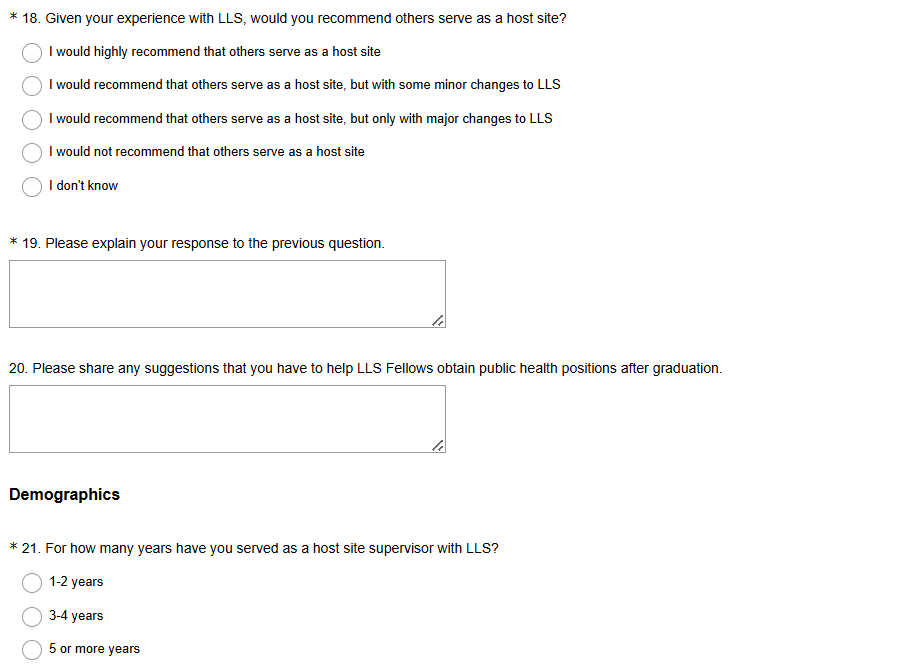 * 18. Given your experience with LLS, would you recommend others serve as a host site?
I would highly recommend that others serve as a host site
I would recommend that others serve as a host site, but with some minor changes to LLS
I would recommend that others serve as a host site, but only with major changes to LLS
I would not recommend that others serve as a host site
I don't know
* 19. Please explain your response to the previous question.
20. Please share any suggestions that you have to help LLS Fellows obtain public health positions after graduation.
Demographics
* 21. For how many years have you served as a host site supervisor with LLS?
1-2 years
3-4 years
5 or more years